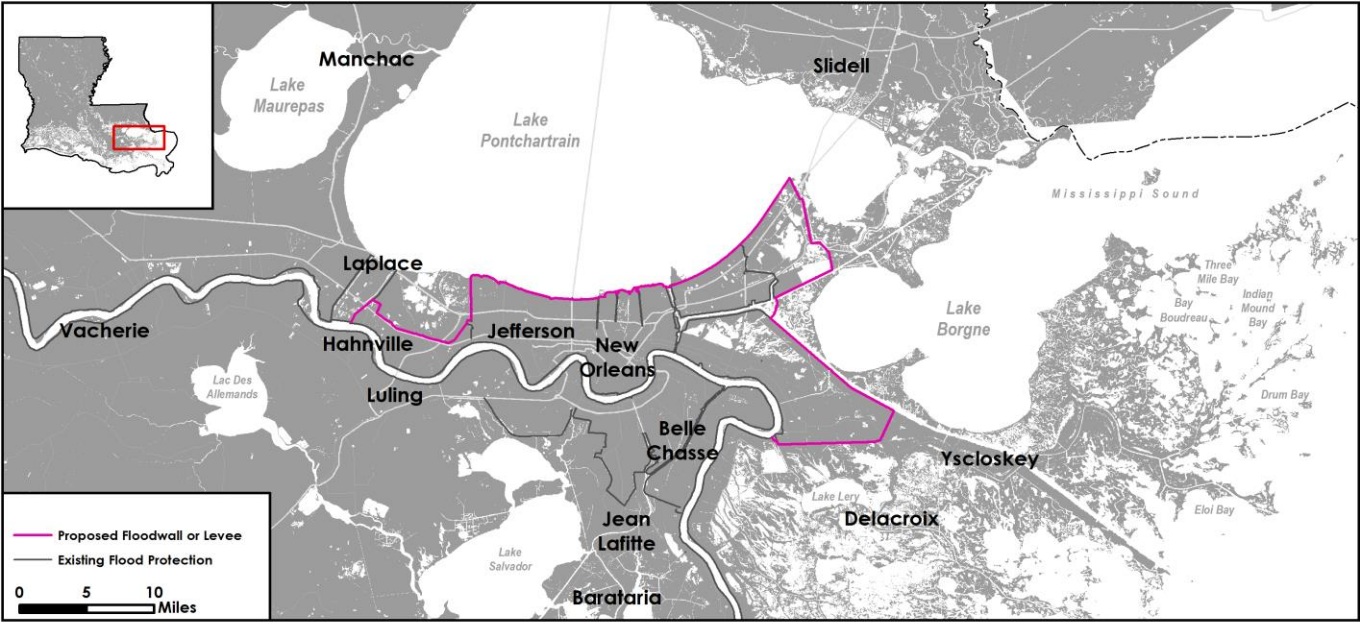 Manchac
Slidell
Lake
Maurepas
Lake
Pontchartrain
Mississippi Sound
Laplace
Three
Mile Bay
Bay
Boudreau
Indian
Mound
Bay
Lake
Borgne
Vacherie
Hahnville
Jefferson
New
Orleans
Lac Des
Allemands
Luling
Drum Bay
Belle
Chasse
Yscloskey
Lake Lery
Delacroix
Eloi Bay
Jean
Lafitte
Lake
Salvador
Barataria
Proposed Floodwall or Levee
Existing Flood Protection
0 5 10
Miles